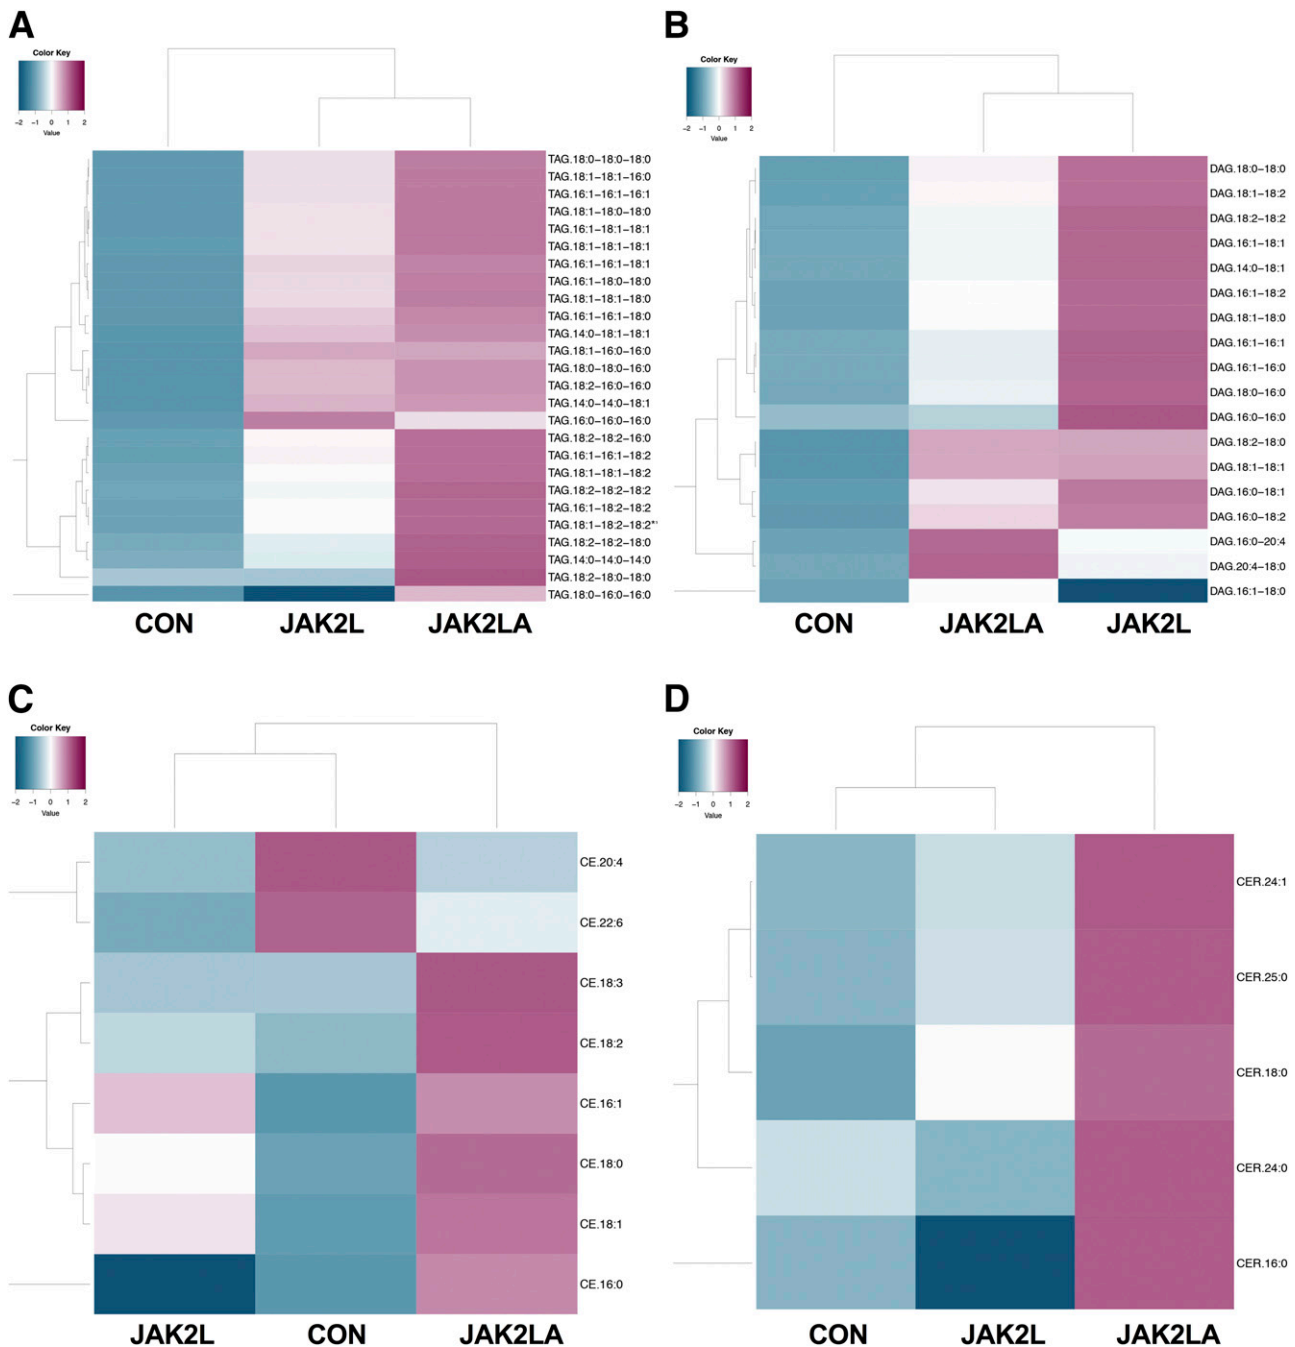 A
Color Key
−2 −1 0 1 2
Value
TAG.18:0−18:0−18:0
TAG.18:1−18:1−16:0
TAG.16:1−16:1−16:1
TAG.18:1−18:0−18:0
TAG.16:1−18:1−18:1
TAG.18:1−18:1−18:1
TAG.16:1−16:1−18:1
TAG.16:1−18:0−18:0
TAG.18:1−18:1−18:0
TAG.16:1−16:1−18:0
TAG.14:0−18:1−18:1
TAG.18:1−16:0−16:0
TAG.18:0−18:0−16:0
TAG.18:2−16:0−16:0
TAG.14:0−14:0−18:1
TAG.16:0−16:0−16:0
TAG.18:2−18:2−16:0
TAG.16:1−16:1−18:2
TAG.18:1−18:1−18:2
TAG.18:2−18:2−18:2
TAG.16:1−18:2−18:2
TAG.18:1−18:2−18:2*'
TAG.18:2−18:2−18:0
TAG.14:0−14:0−14:0
TAG.18:2−18:0−18:0
TAG.18:0−16:0−16:0
CON JAK2L JAK2LA
B
Color Key
−2 −1 0 1 2
Value
DAG.18:0−18:0
DAG.18:1−18:2
DAG.18:2−18:2
DAG.16:1−18:1
DAG.14:0−18:1
DAG.16:1−18:2
DAG.18:1−18:0
DAG.16:1−16:1
DAG.16:1−16:0
DAG.18:0−16:0
DAG.16:0−16:0
DAG.18:2−18:0
DAG.18:1−18:1
DAG.16:0−18:1
DAG.16:0−18:2
DAG.16:0−20:4
DAG.20:4−18:0
DAG.16:1−18:0
CON JAK2LA JAK2L
C
Color Key
−2 −1 0 1 2
Value
CE.20:4
CE.22:6
CE.18:3
CE.18:2
CE.16:1
CE.18:0
CE.18:1
CE.16:0
JAK2L CON JAK2LA
D
Color Key
−2 −1 0 1 2
Value
CER.24:1
CER.25:0
CER.18:0
CER.24:0
CER.16:0
CON JAK2L JAK2LA